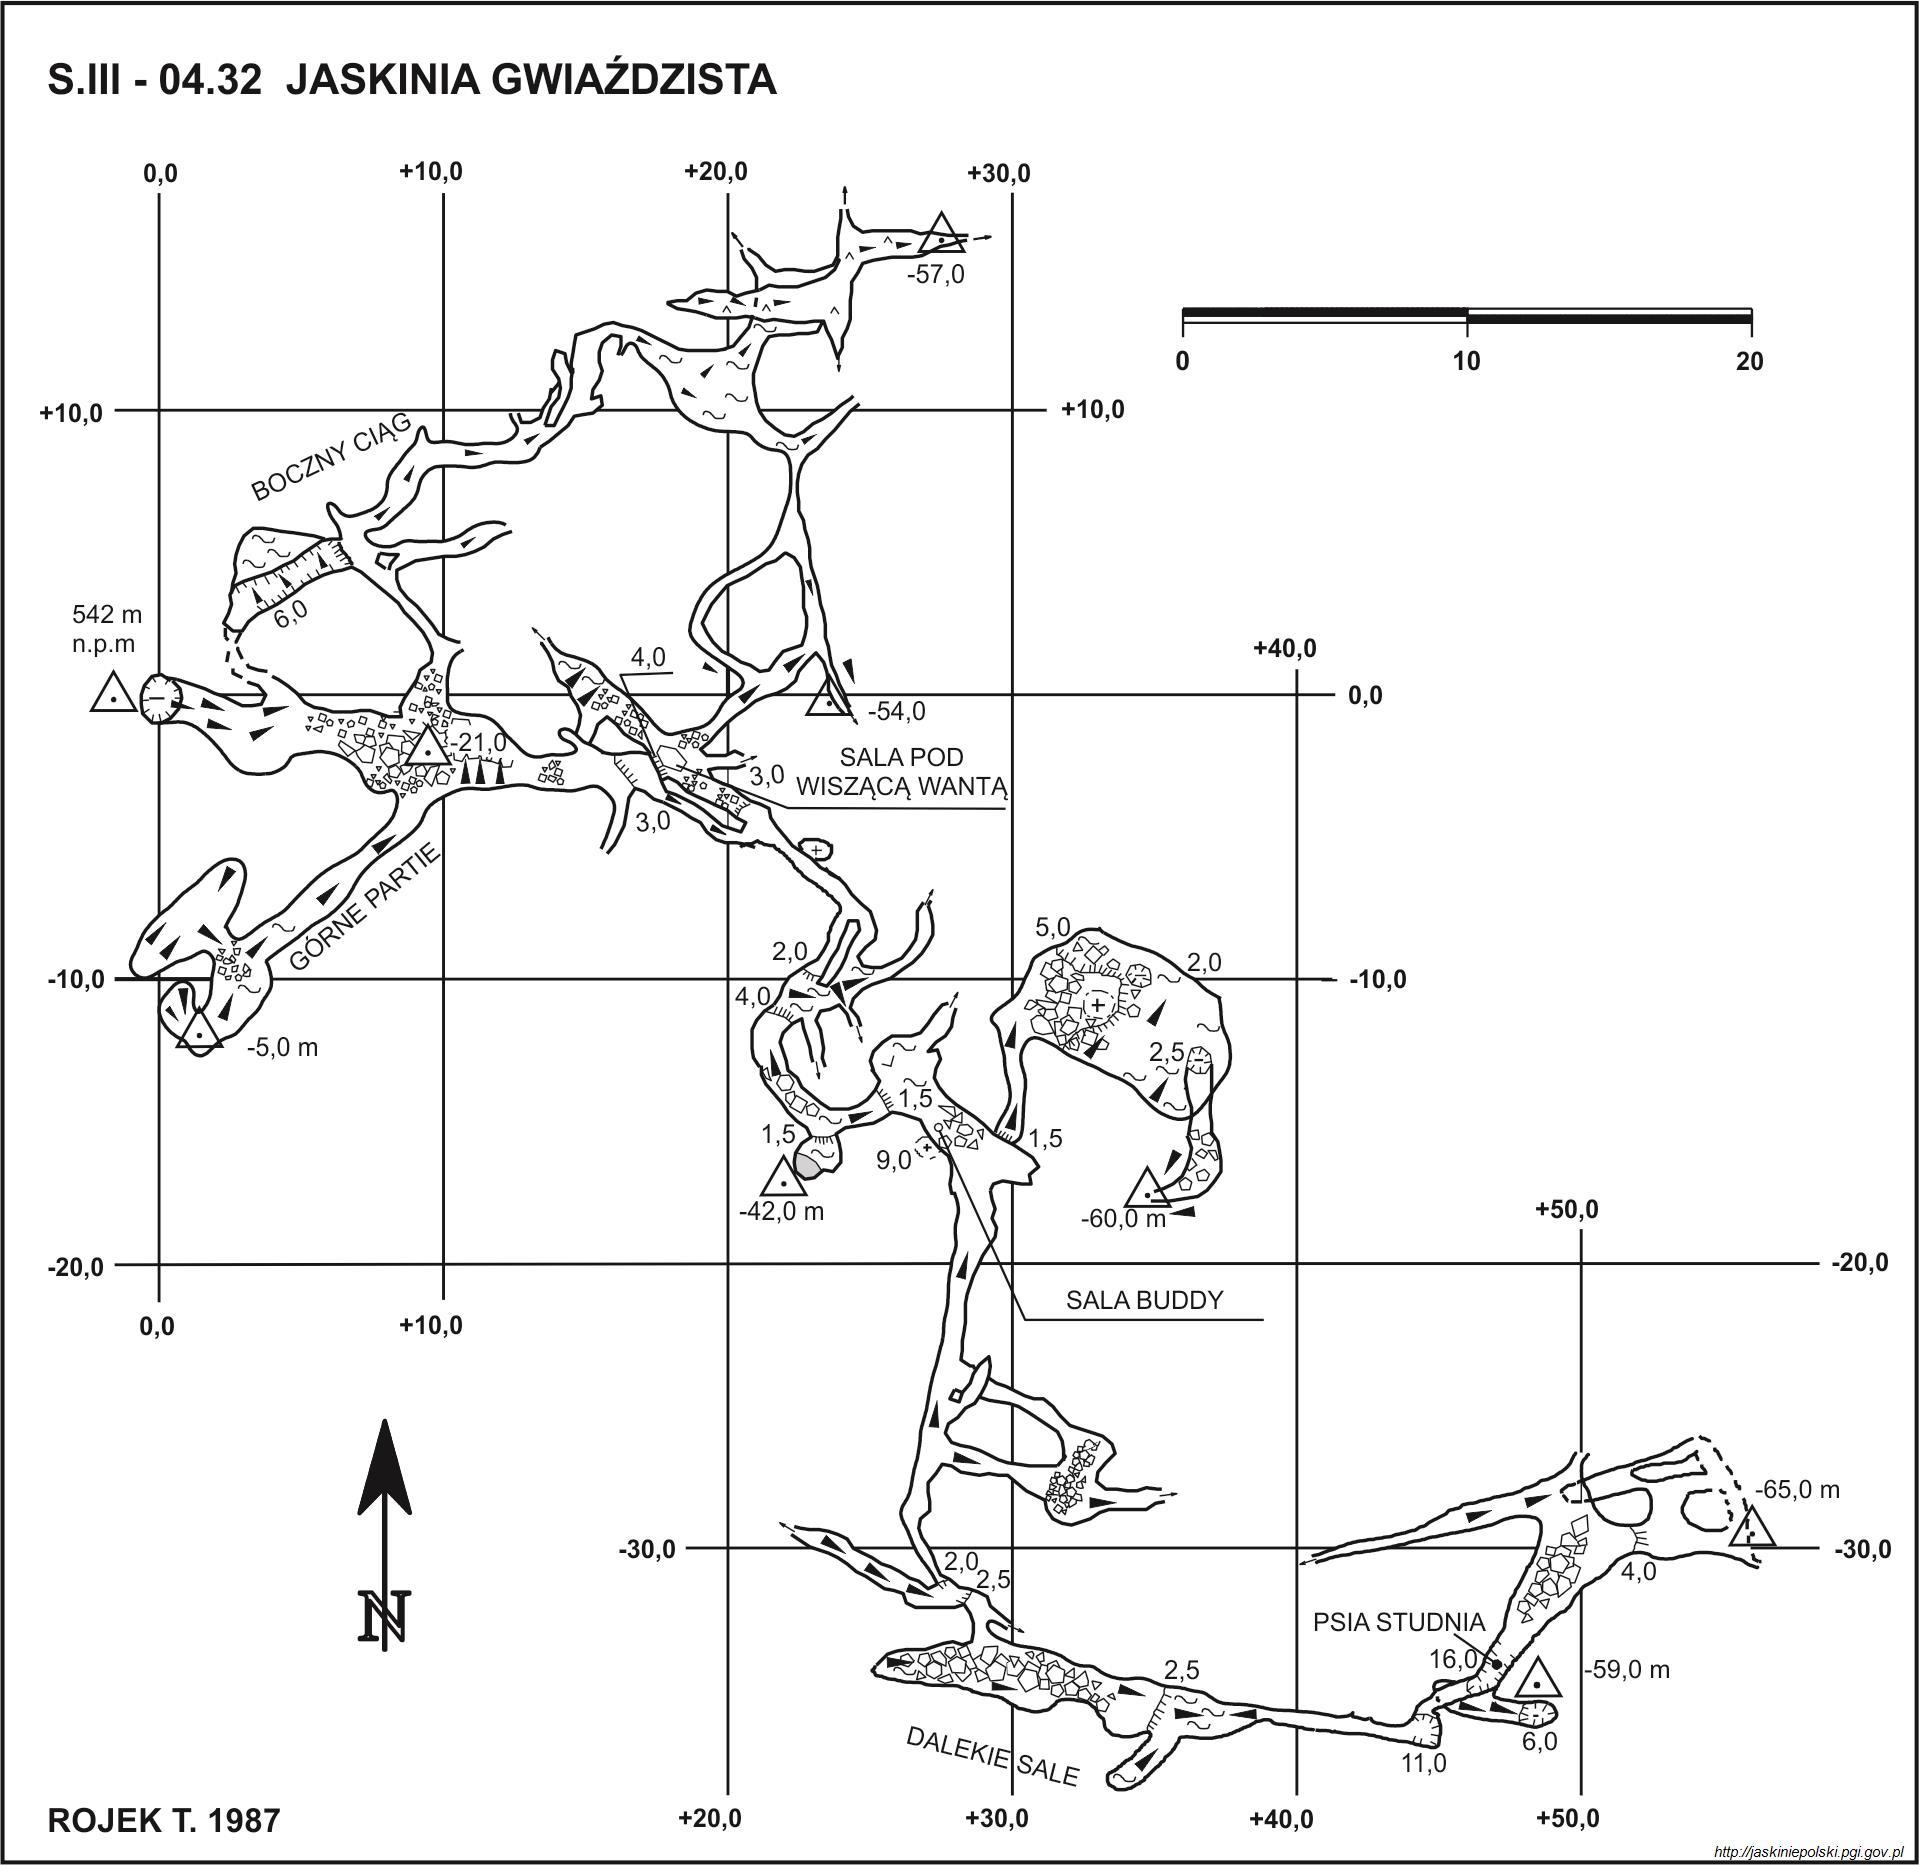 S.III - 04.32 JASKINIA GWIAŹDZISTA
0,0
+10,0
+20,0
+30,0
-57,0
0
10
20
+10,0
+10,0
BOCZNY CIĄG
6,0
542 m
n.p.m
4,0
+40,0
0,0
-54,0
-21,0
SALA POD
WISZĄCĄ WANTĄ
3,0
3,0
GÓRNE PARTIE
5,0
2,0
2,0
-10,0
-10,0
4,0
-5,0 m
2,5
1,5
1,5
1,5
9,0
-42,0 m
-60,0 m
+50,0
-20,0
-20,0
SALA BUDDY
0,0
+10,0
N
-65,0 m
-30,0
-30,0
2,0
2,5
4,0
PSIA STUDNIA
16,0
-59,0 m
2,5
DALEKIE SALE
6,0
11,0
ROJEK T. 1987
+20,0
+30,0
+40,0
+50,0
http://jaskiniepolski.pgi.gov.pl